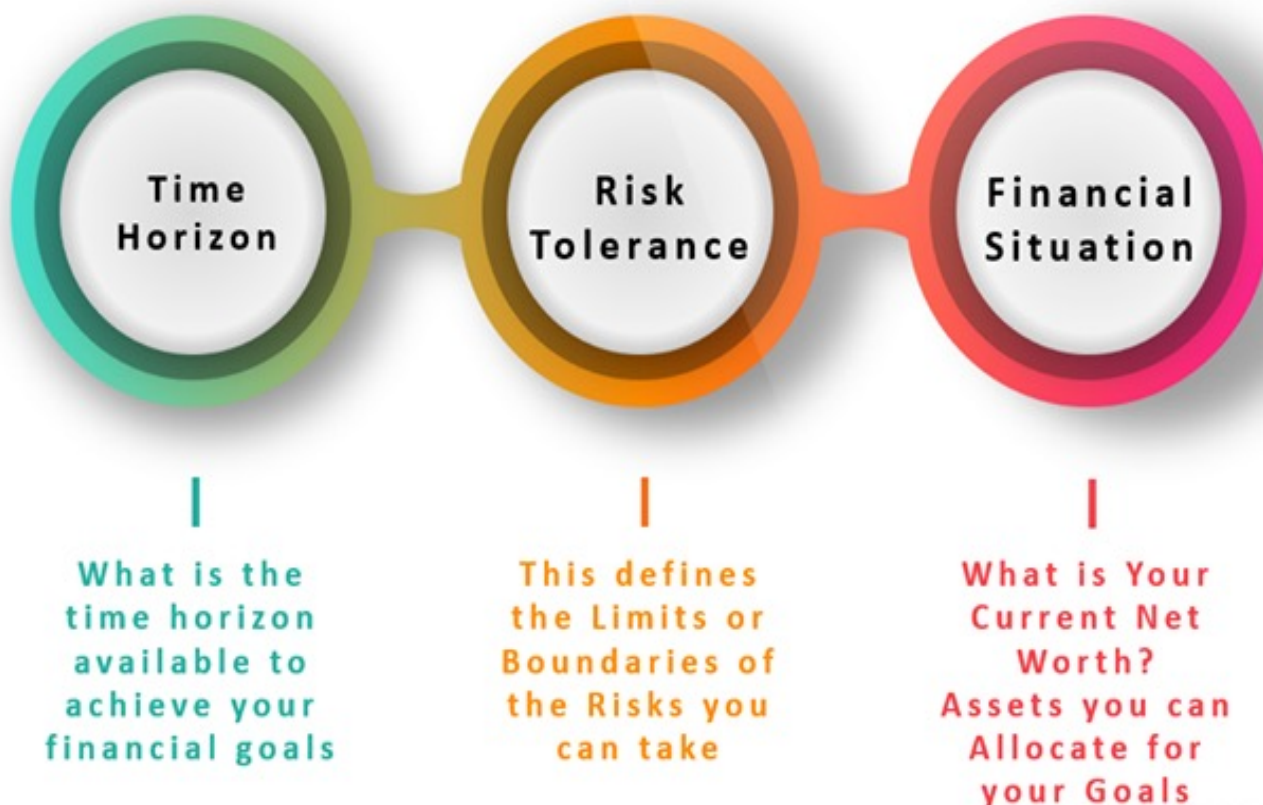 Time
Horizon
Risk
Tolerance
Financial
Situation
What is the
time horizon
available to
achieve your
financial goals
This defines
the Limits or
Boundaries of
the Risks you
can take
What is Your
Current Net
Worth?
Assets you can
Allocate for
your Goals